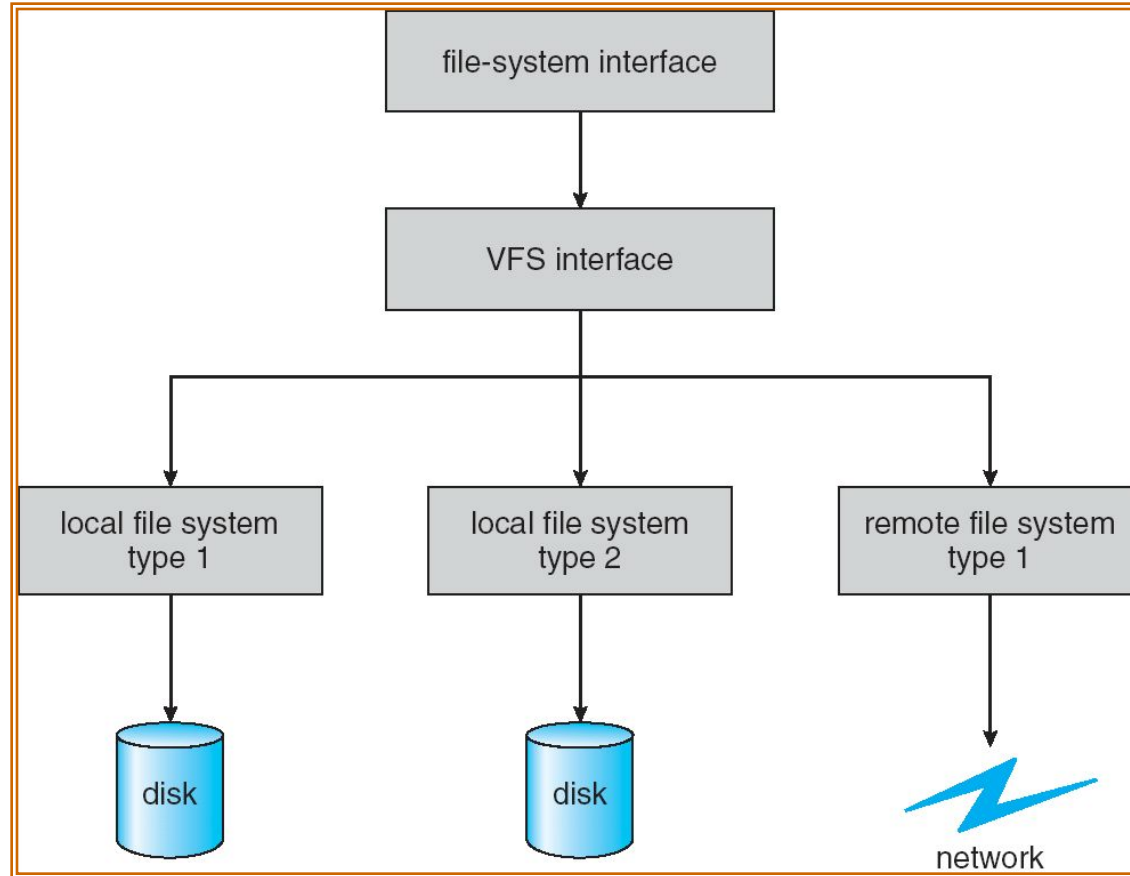 file-system interface
VFS interface
local file system
type 1
local file system
type 2
remote file system
type 1
disk
disk
network